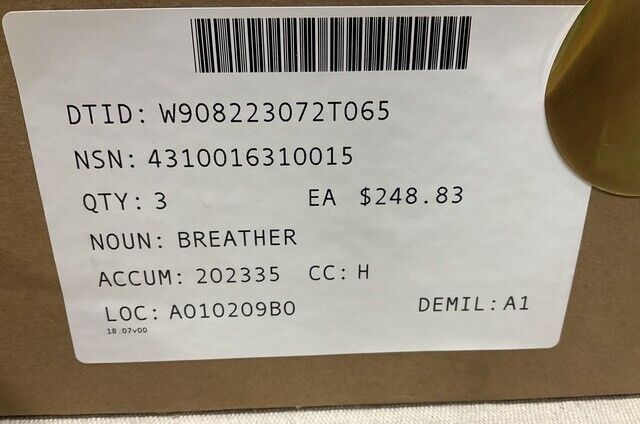 DTID: W908223072T065
NSN: 4310016310015
QTY: 3 EA $248.83
NOUN: BREATHER
ACCUM: 202335 CC: H
LOC: A010209B0 DEMIL: A1
18.07v00